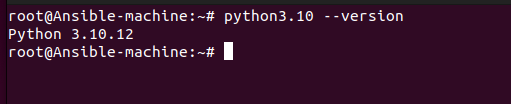 root@Ansible-machine:~# python3.10 --version
Python 3.10.12
root@Ansible-machine:~#